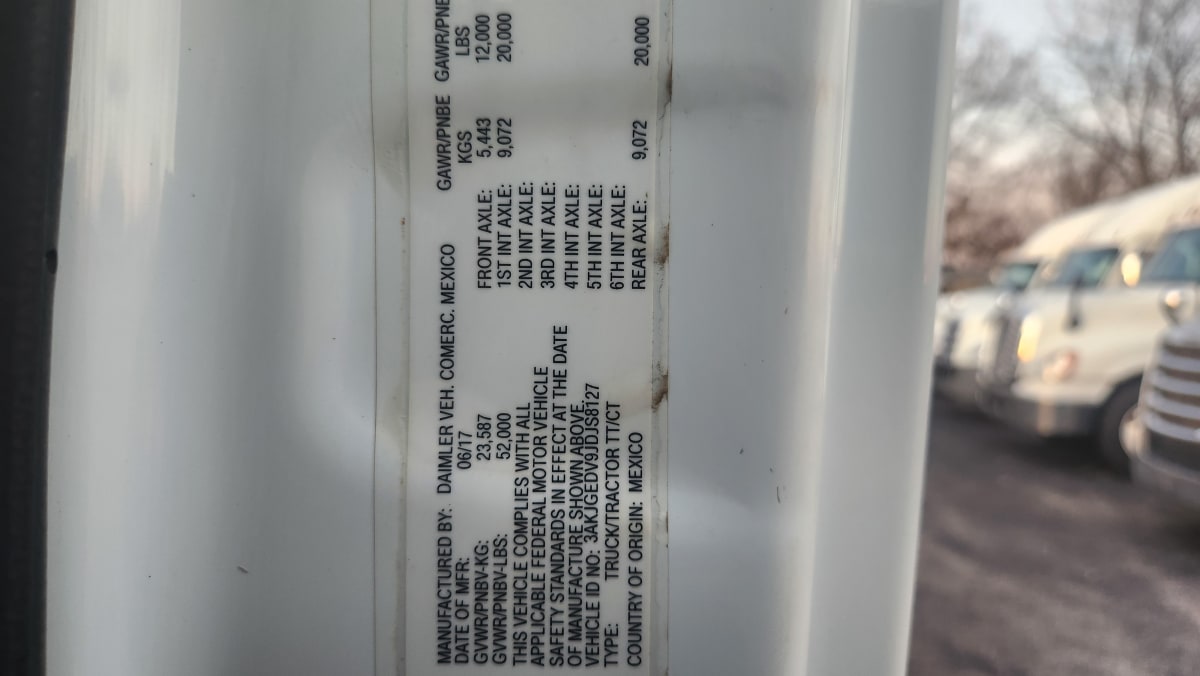 MANUFACTURED BY: DAIMLER VEH. COMERC. MEXICO
DATE OF MFR: 06/17
GVWR/PNBV-KG: 23,587
GVWR/PNBV-LBS: 52,000
THIS VEHICLE COMPLIES WITH ALL
APPLICABLE FEDERAL MOTOR VEHICLE
SAFETY STANDARDS IN EFFECT AT THE DATE
OF MANUFACTURE SHOWN ABOVE.
VEHICLE ID NO: 3AKJGEDV9JDJS8127
TYPE: TRUCK/TRACTOR TT/CT
COUNTRY OF ORIGIN: MEXICO
GAWR/PNBE GAWR/PNBE
KGS LBS
FRONT AXLE: 5,443 12,000
1ST INT AXLE: 9,072 20,000
2ND INT AXLE:
3RD INT AXLE:
4TH INT AXLE:
5TH INT AXLE:
6TH INT AXLE:
REAR AXLE: 9,072 20,000